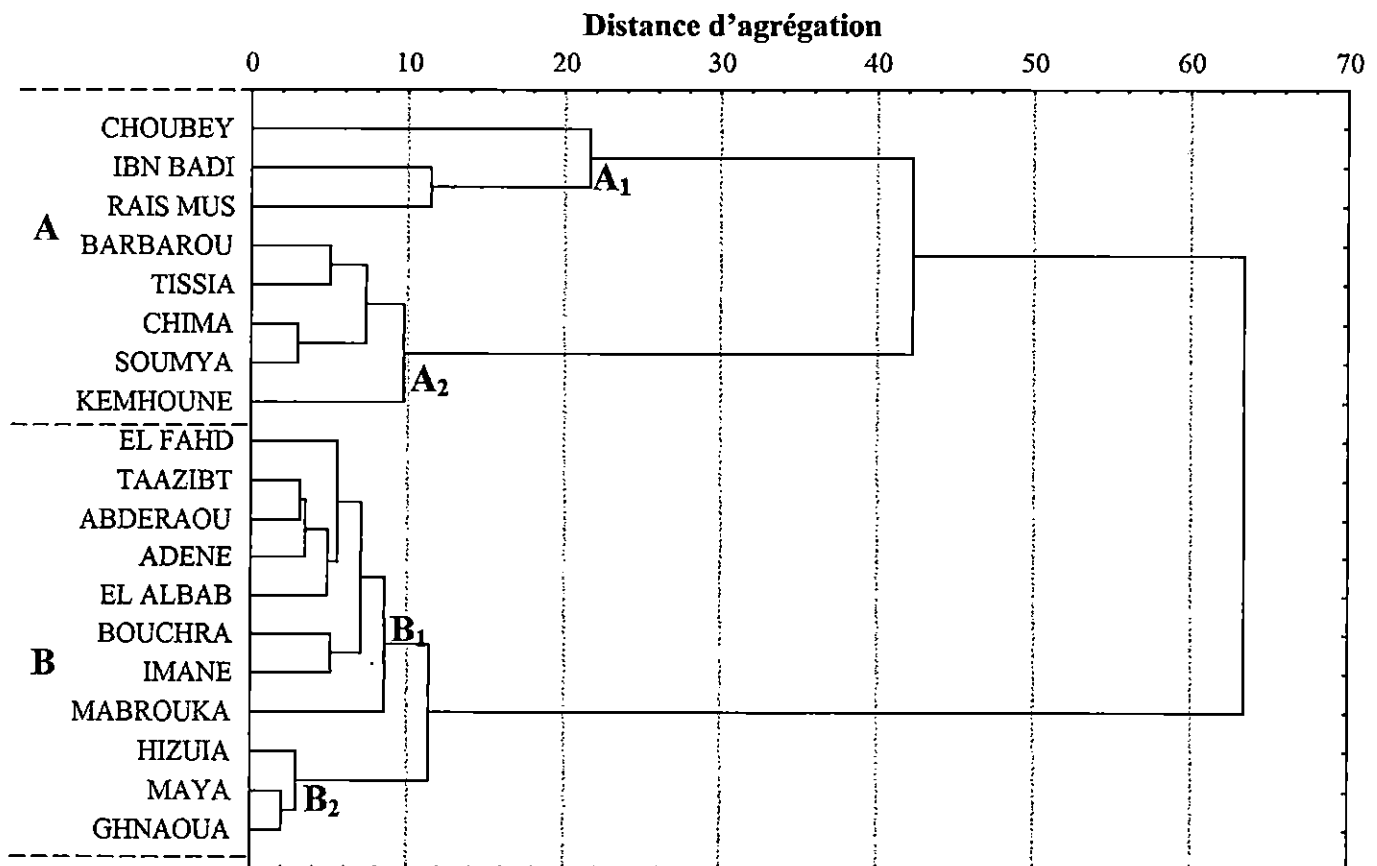 Distance d'agrégation
0 10 20 30 40 50 60 70
CHOUBEY
IBN BADI
A₁
RAIS MUS
A
BARBAROU
TISSIA
CHIMA
SOUMYA
A₂
KEMHOUNE
EL FAHD
TAAZIBT
ABDERAOU
ADENE
EL ALBAB
BOUCHRA
B₁
B
IMANE
MABROUKA
HIZUIA
MAYA
B₂
GHNAOUA